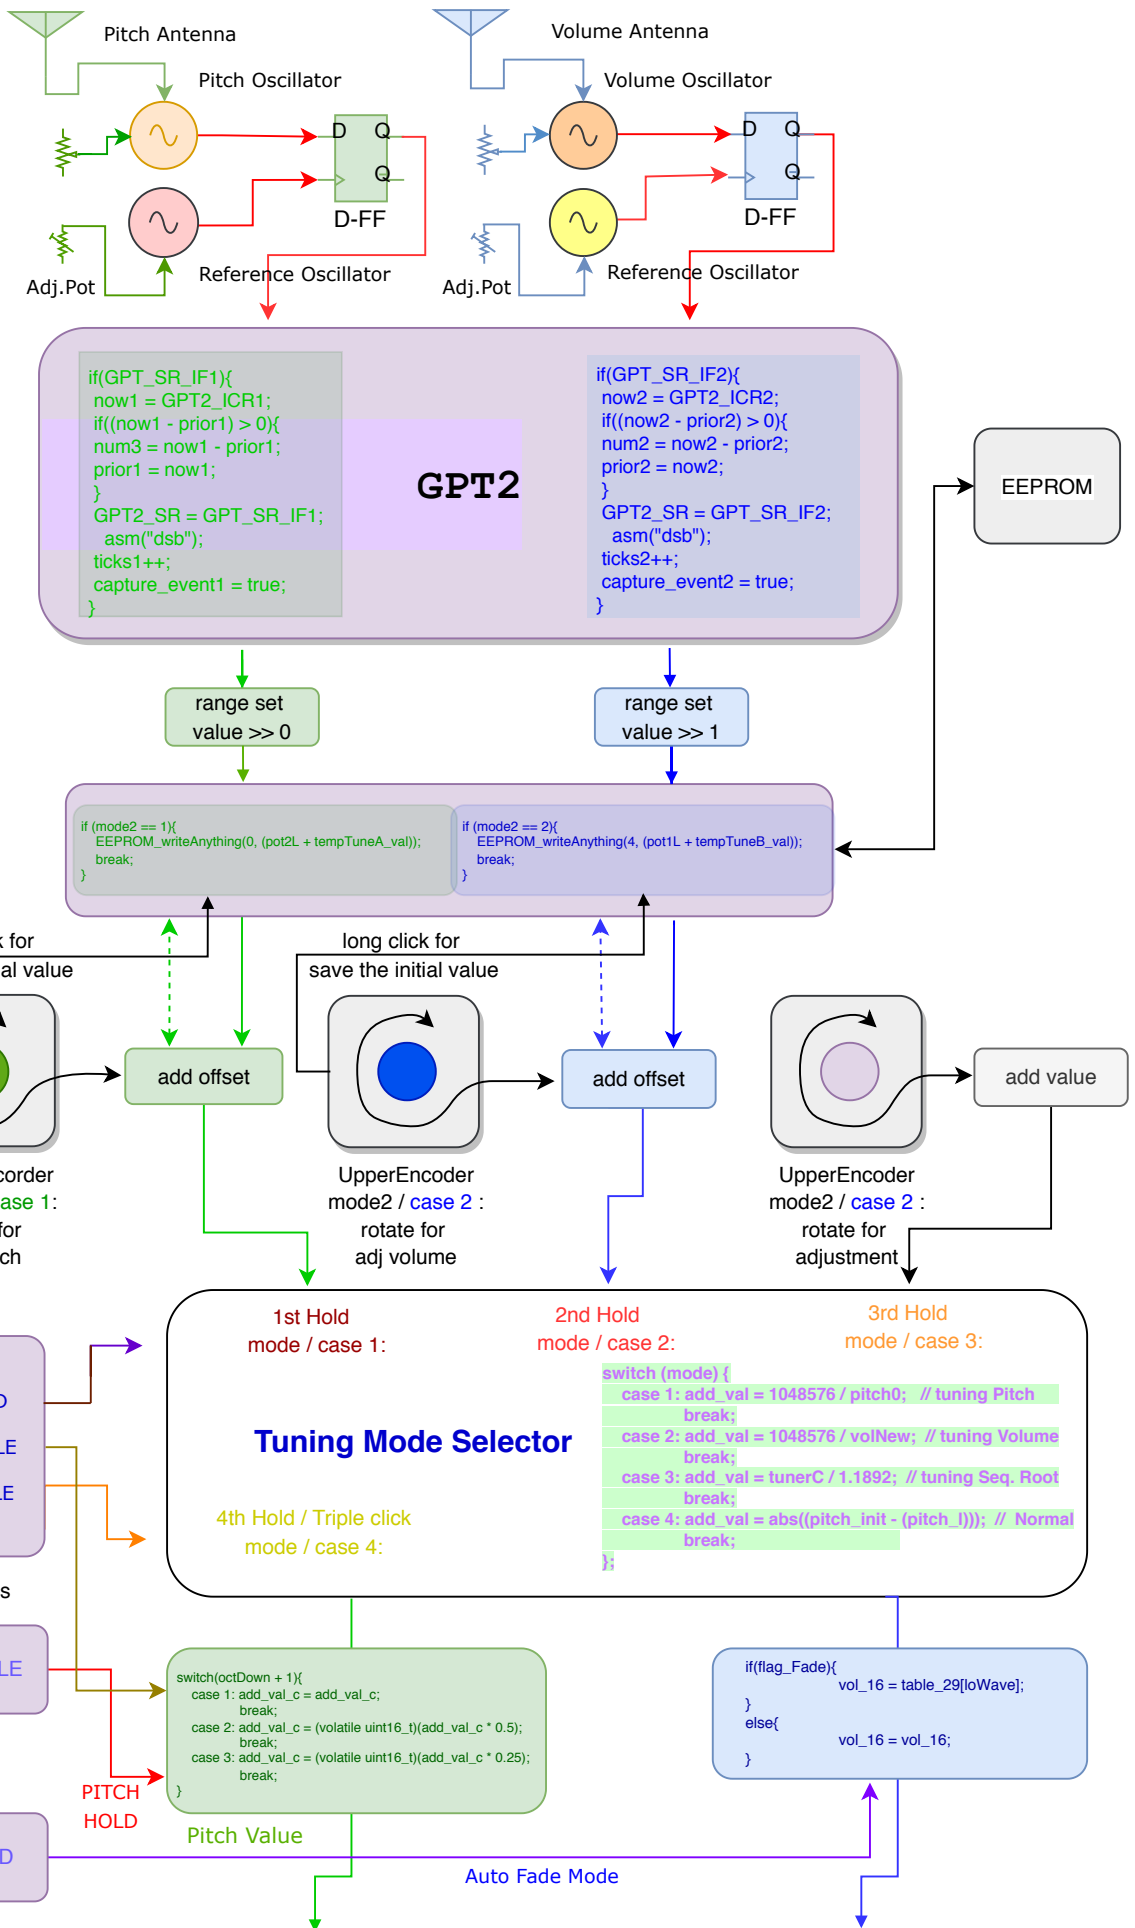 Pitch Antenna
Volume Antenna
Pitch Oscillator
Volume Oscillator
D Q
Q
D-FF
D Q
Q
D-FF
Reference Oscillator
Reference Oscillator
Adj.Pot
Adj.Pot
if(GPT_SR_IF1){
now1 = GPT2_ICR1;
if((now1 - prior1) > 0){
num3 = now1 - prior1;
prior1 = now1;
}
GPT2_SR = GPT_SR_IF1;
asm("dsb");
ticks1++;
capture_event1 = true;
}
GPT2
if(GPT_SR_IF2){
now2 = GPT2_ICR2;
if((now2 - prior2) > 0){
num2 = now2 - prior2;
prior2 = now2;
}
GPT2_SR = GPT_SR_IF2;
asm("dsb");
ticks2++;
capture_event2 = true;
}
EEPROM
range set
value >> 0
range set
value >> 1
if (mode2 == 1){
EEPROM_writeAnything(0, (pot2L + tempTuneA_val));
break;
}
if (mode2 == 2){
EEPROM_writeAnything(4, (pot1L + tempTuneB_val));
break;
}
k for
al value
long click for
save the initial value
add offset
add offset
add value
corder
ase 1:
for
ch
UpperEncoder
mode2 / case 2 :
rotate for
adj volume
UpperEncoder
mode2 / case 2 :
rotate for
adjustment
1st Hold
mode / case 1:
2nd Hold
mode / case 2:
3rd Hold
mode / case 3:
Tuning Mode Selector
switch (mode) {
case 1: add_val = 1048576 / pitch0; // tuning Pitch
break;
case 2: add_val = 1048576 / volNew; // tuning Volume
break;
case 3: add_val = tunerC / 1.1892; // tuning Seq. Root
break;
case 4: add_val = abs((pitch_init - (pitch_l))); // Normal
break;
};
4th Hold / Triple click
mode / case 4:
D
LE
LE
s
LE
D
switch(octDown + 1){
case 1: add_val_c = add_val_c;
break;
case 2: add_val_c = (volatile uint16_t)(add_val_c * 0.5);
break;
case 3: add_val_c = (volatile uint16_t)(add_val_c * 0.25);
break;
}
if(flag_Fade){
vol_16 = table_29[loWave];
}
else{
vol_16 = vol_16;
}
PITCH
HOLD
Pitch Value
Auto Fade Mode